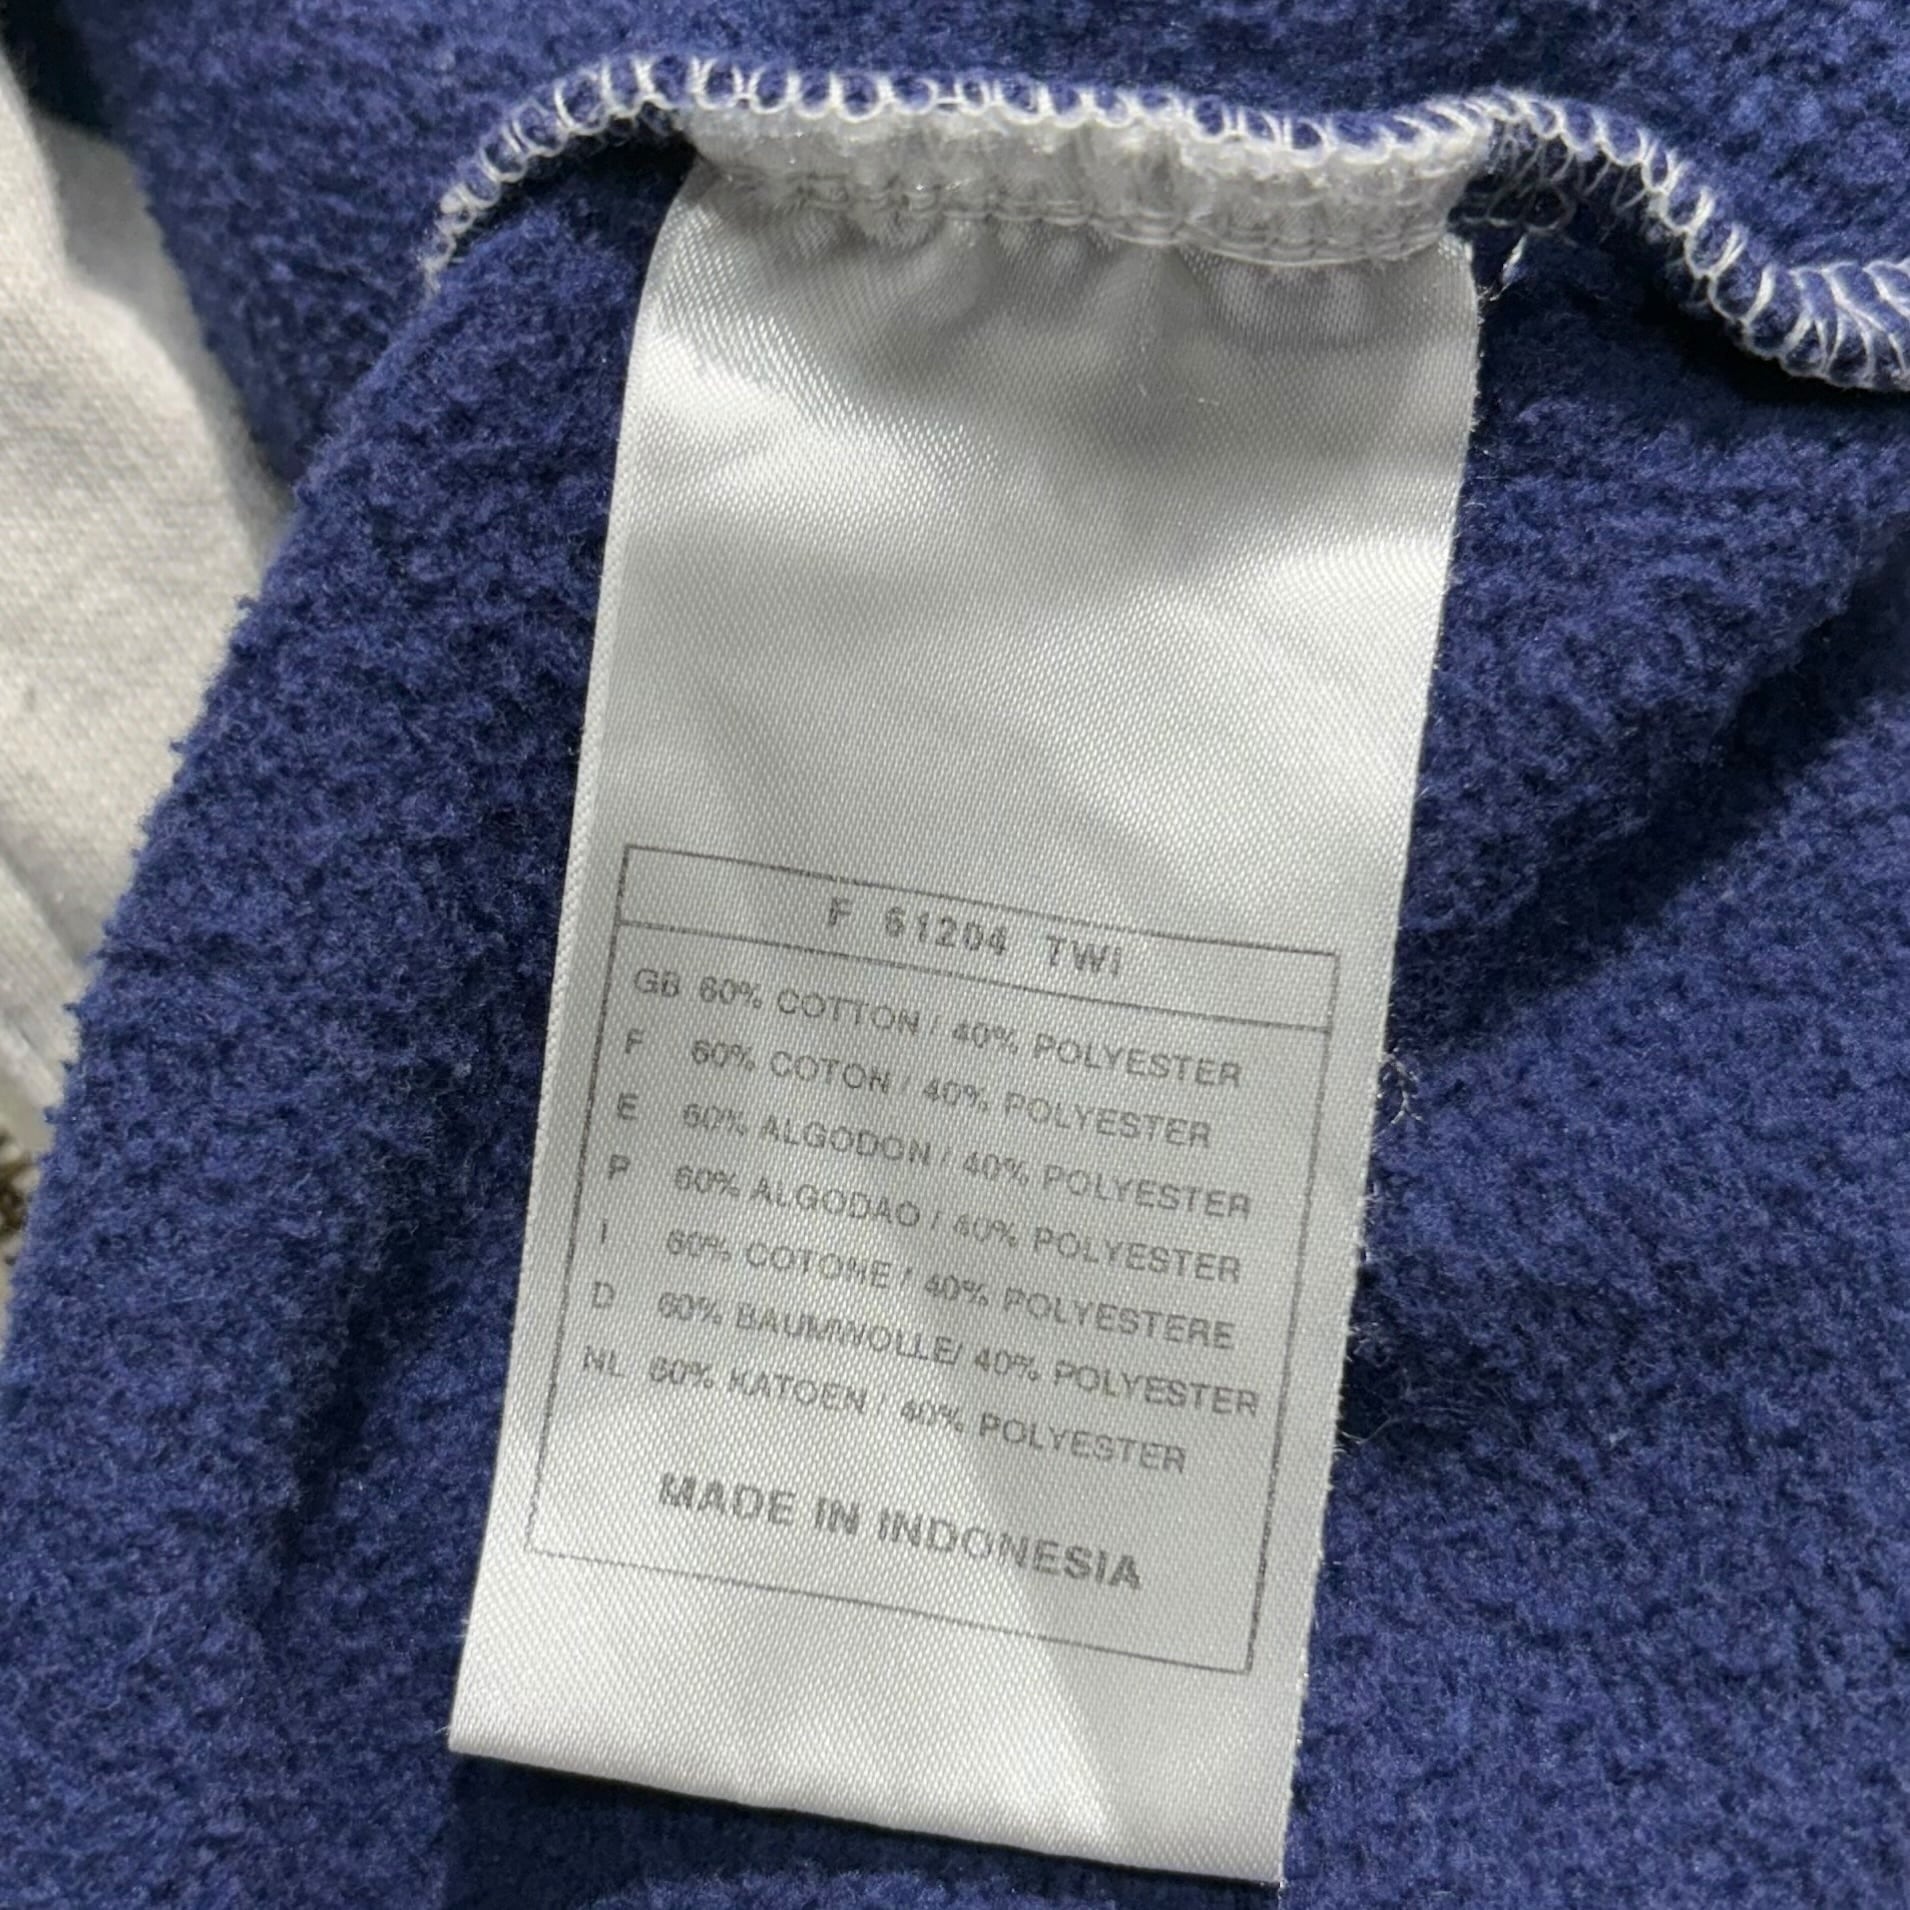 F 61204 TWI
GB 60% COTTON / 40% POLYESTER
F 60% COTON / 40% POLYESTER
E 60% ALGODON / 40% POLYESTER
P 60% ALGODAO / 40% POLYESTER
I 60% COTONE / 40% POLYESTERE
D 60% BAUMWOLLE/ 40% POLYESTER
NL 60% KATOEN / 40% POLYESTER
MADE IN INDONESIA